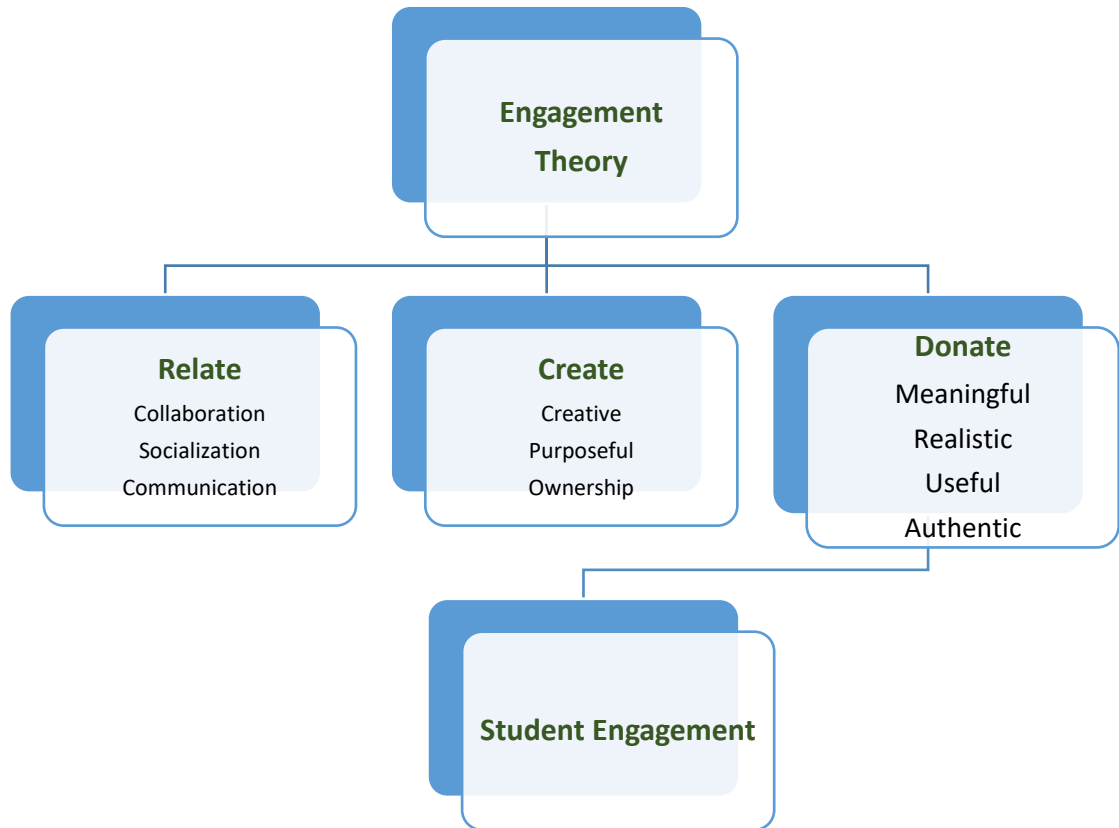 Engagement
Theory
Relate
Collaboration
Socialization
Communication
Create
Creative
Purposeful
Ownership
Donate
Meaningful
Realistic
Useful
Authentic
Student Engagement